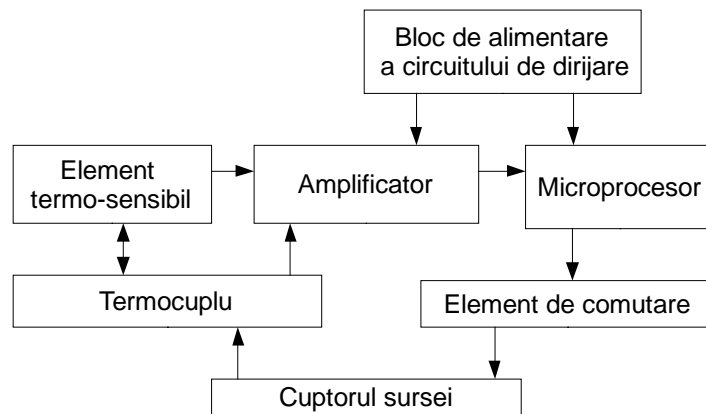 Bloc de alimentare
a circuitului de dirijare
Element
termo-sensibil
Amplificator
Microprocesor
Termocuplu
Element de comutare
Cuptorul sursei